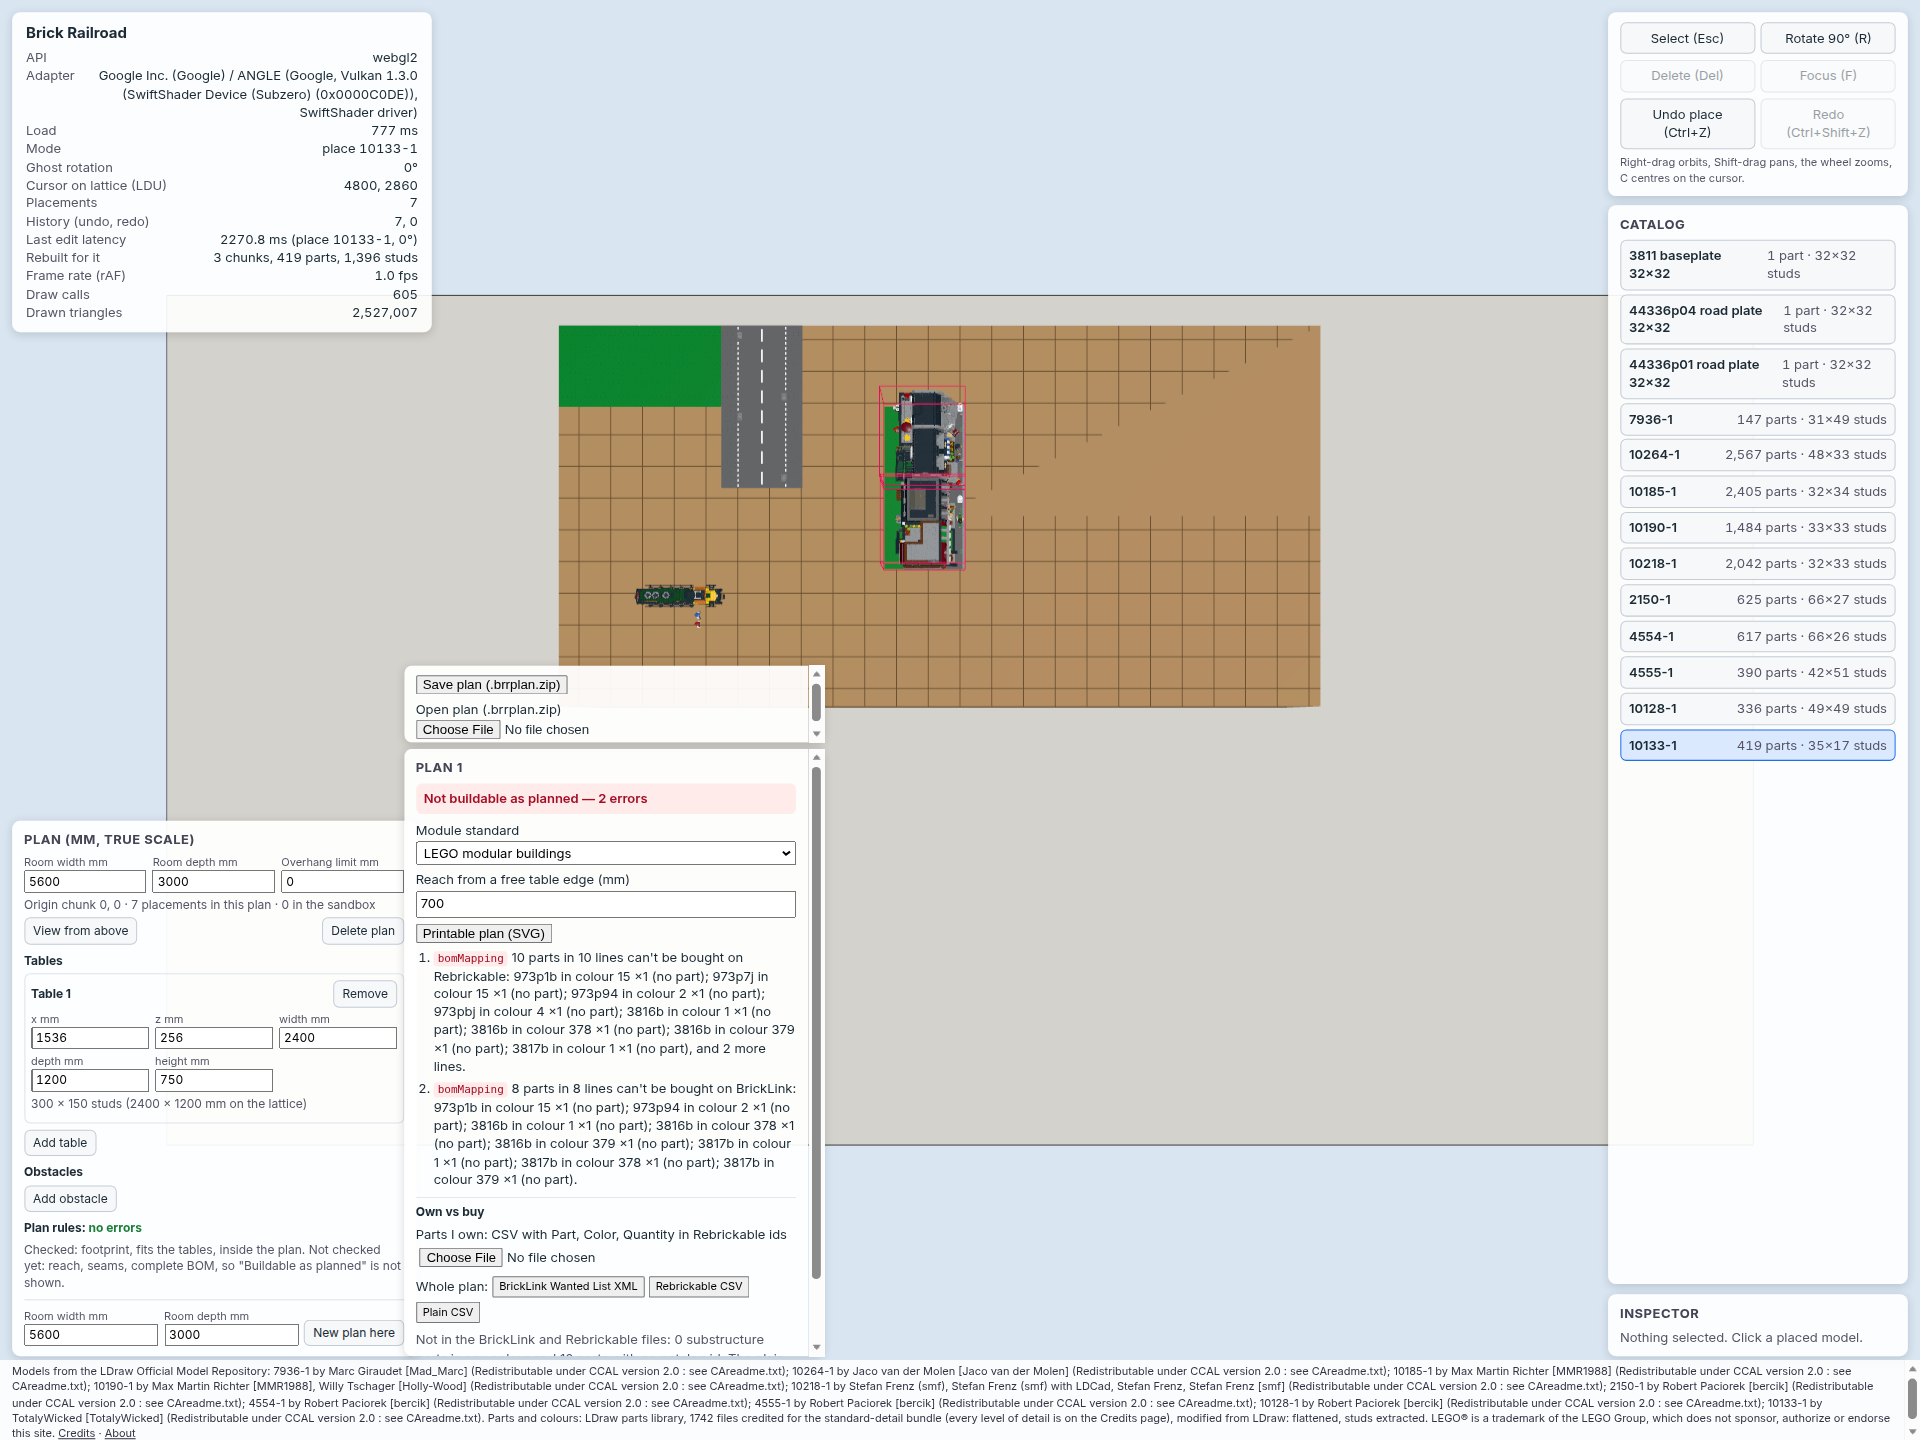 Brick Railroad
API webgl2
Adapter Google Inc. (Google) / ANGLE (Google, Vulkan 1.3.0
(SwiftShader Device (Subzero) (0x0000C0DE)),
SwiftShader driver)
Load 777 ms
Mode place 10133-1
Ghost rotation 0°
Cursor on lattice (LDU) 4800, 2860
Placements 7
History (undo, redo) 7, 0
Last edit latency 2270.8 ms (place 10133-1, 0°)
Rebuilt for it 3 chunks, 419 parts, 1,396 studs
Frame rate (rAF) 1.0 fps
Draw calls 605
Drawn triangles 2,527,007
Select (Esc) Rotate 90° (R)
Delete (Del) Focus (F)
Undo place (Ctrl+Z) Redo (Ctrl+Shift+Z)
Right-drag orbits, Shift-drag pans, the wheel zooms,
C centres on the cursor.
CATALOG
3811 baseplate 32×32 1 part · 32×32 studs
44336p04 road plate 32×32 1 part · 32×32 studs
44336p01 road plate 32×32 1 part · 32×32 studs
7936-1 147 parts · 31×49 studs
10264-1 2,567 parts · 48×33 studs
10185-1 2,405 parts · 32×34 studs
10190-1 1,484 parts · 33×33 studs
10218-1 2,042 parts · 32×33 studs
2150-1 625 parts · 66×27 studs
4554-1 617 parts · 66×26 studs
4555-1 390 parts · 42×51 studs
10128-1 336 parts · 49×49 studs
10133-1 419 parts · 35×17 studs
INSPECTOR
Nothing selected. Click a placed model.
Save plan (.brrplan.zip)
Open plan (.brrplan.zip)
Choose File No file chosen
PLAN 1
Not buildable as planned — 2 errors
Module standard
LEGO modular buildings
Reach from a free table edge (mm)
700
Printable plan (SVG)
1. bomMapping 10 parts in 10 lines can't be bought on
Rebrickable: 973p1b in colour 15 ×1 (no part); 973p7j in
colour 15 ×1 (no part); 973p94 in colour 2 ×1 (no part);
973pbj in colour 4 ×1 (no part); 3816b in colour 1 ×1 (no
part); 3816b in colour 378 ×1 (no part); 3816b in colour 379
×1 (no part); 3817b in colour 1 ×1 (no part), and 2 more
lines.
2. bomMapping 8 parts in 8 lines can't be bought on BrickLink:
973p1b in colour 15 ×1 (no part); 973p94 in colour 2 ×1 (no
part); 3816b in colour 1 ×1 (no part); 3816b in colour 378 ×1
(no part); 3816b in colour 379 ×1 (no part); 3817b in colour
1 ×1 (no part); 3817b in colour 378 ×1 (no part); 3817b in
colour 379 ×1 (no part).
Own vs buy
Parts I own: CSV with Part, Color, Quantity in Rebrickable ids
Choose File No file chosen
Whole plan: BrickLink Wanted List XML Rebrickable CSV
Plain CSV
Not in the BrickLink and Rebrickable files: 0 substructure
PLAN (MM, TRUE SCALE)
Room width mm Room depth mm Overhang limit mm
5600 3000 0
Origin chunk 0, 0 · 7 placements in this plan · 0 in the sandbox
View from above Delete plan
Tables
Table 1 Remove
x mm z mm width mm
1536 256 2400
depth mm height mm
1200 750
300 × 150 studs (2400 × 1200 mm on the lattice)
Add table
Obstacles
Add obstacle
Plan rules: no errors
Checked: footprint, fits the tables, inside the plan. Not checked
yet: reach, seams, complete BOM, so "Buildable as planned" is not
shown.
Room width mm Room depth mm
5600 3000 New plan here
Models from the LDraw Official Model Repository: 7936-1 by Marc Giraudet [Mad_Marc] (Redistributable under CCAL version 2.0 : see CAreadme.txt); 10264-1 by Jaco van der Molen [Jaco van der Molen] (Redistributable under CCAL version 2.0 : see CAreadme.txt); 10185-1 by Max Martin Richter [MMR1988] (Redistributable under CCAL version 2.0 : see
CAreadme.txt); 10190-1 by Max Martin Richter [MMR1988], Willy Tschager [Holly-Wood] (Redistributable under CCAL version 2.0 : see CAreadme.txt); 10218-1 by Stefan Frenz (smf), Stefan Frenz (smf) with LDCad, Stefan Frenz, Stefan Frenz [smf] (Redistributable under CCAL version 2.0 : see CAreadme.txt); 2150-1 by Robert Paciorek [bercik] (Redistributable
under CCAL version 2.0 : see CAreadme.txt); 4554-1 by Robert Paciorek [bercik] (Redistributable under CCAL version 2.0 : see CAreadme.txt); 4555-1 by Robert Paciorek [bercik] (Redistributable under CCAL version 2.0 : see CAreadme.txt); 10128-1 by Robert Paciorek [bercik] (Redistributable under CCAL version 2.0 : see CAreadme.txt); 10133-1 by
TotalyWicked [TotalyWicked] (Redistributable under CCAL version 2.0 : see CAreadme.txt). Parts and colours: LDraw parts library, 1742 files credited for the standard-detail bundle (every level of detail is on the Credits page), modified from LDraw: flattened, studs extracted. LEGO® is a trademark of the LEGO Group, which does not sponsor, authorize or endorse
this site. Credits · About